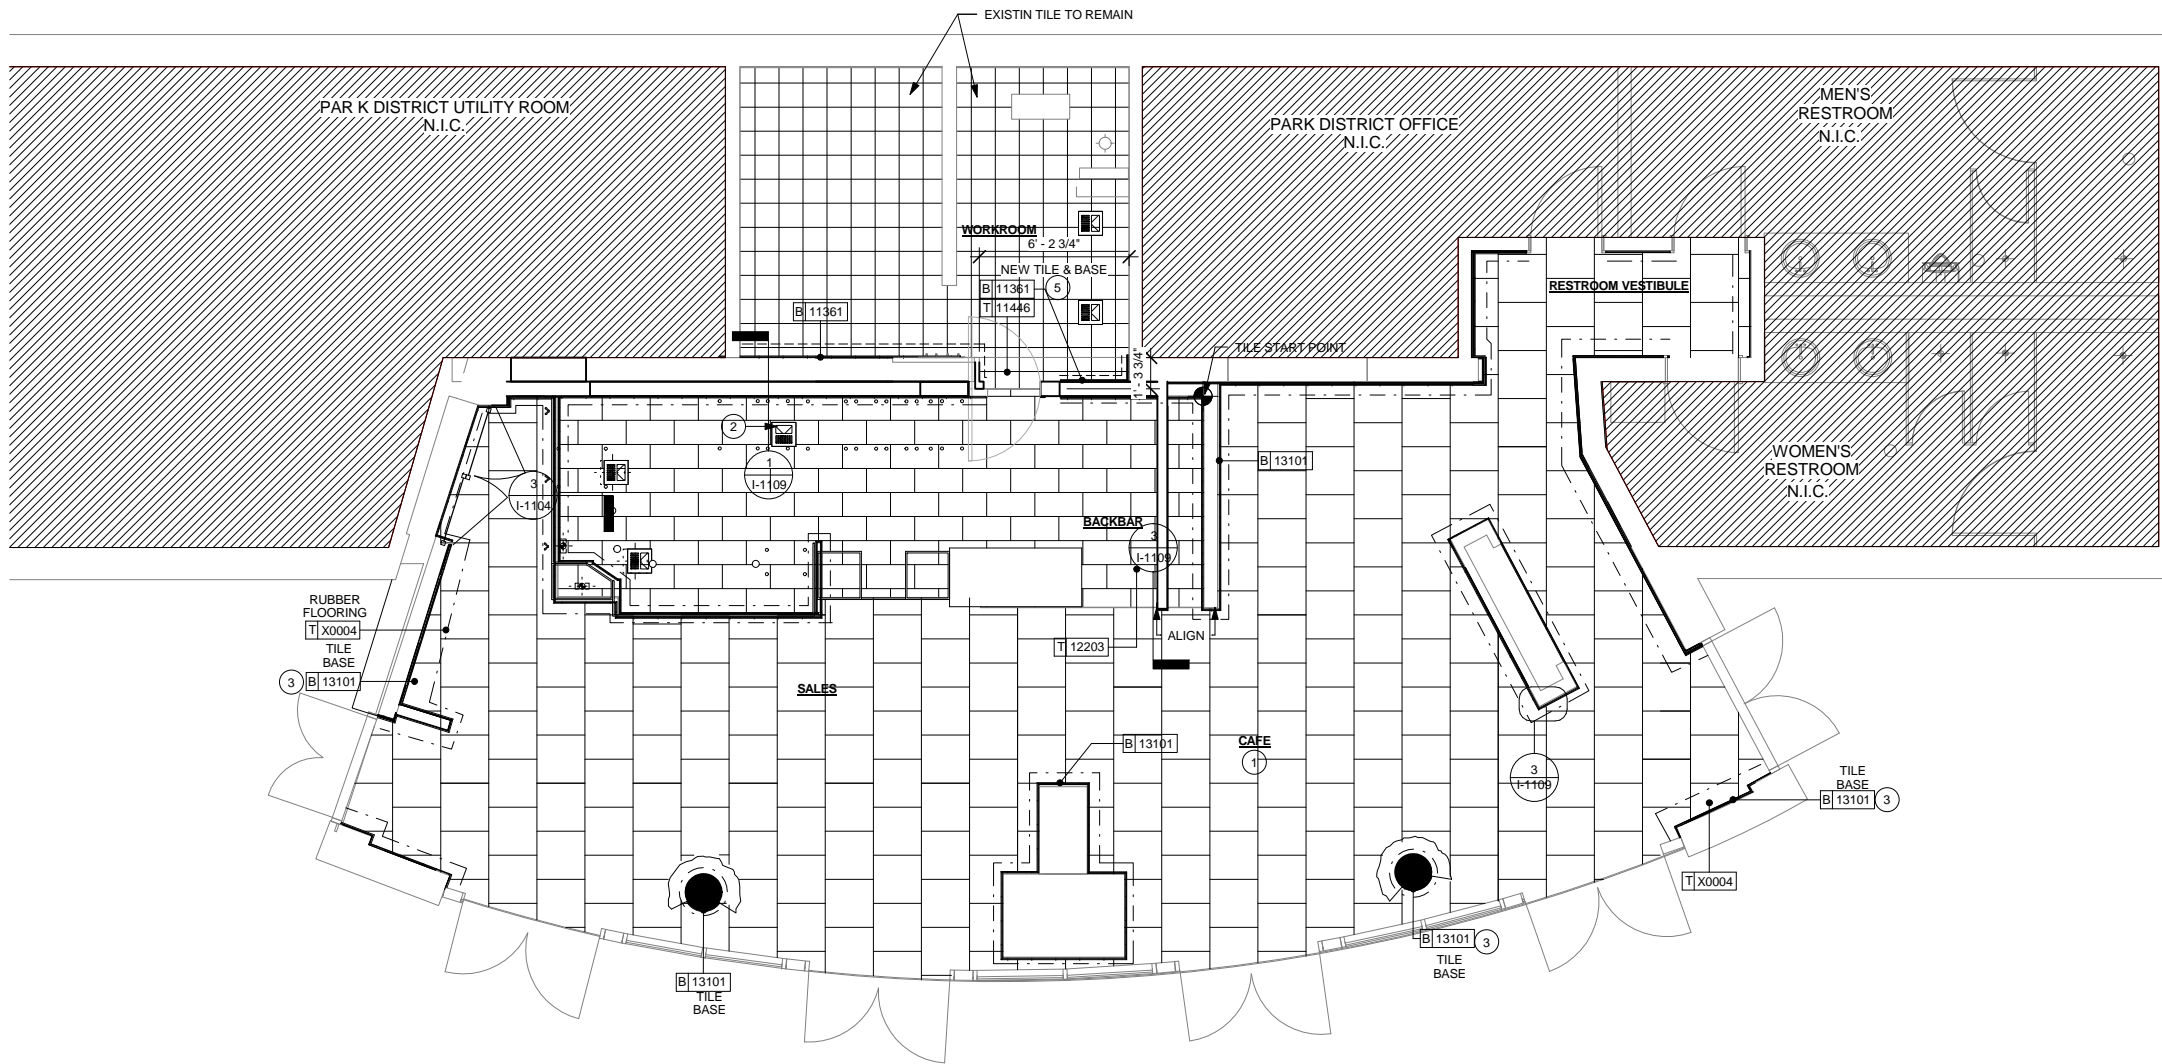 EXISTIN TILE TO REMAIN
PAR K DISTRICT UTILITY ROOM
N.I.C.
PARK DISTRICT OFFICE
N.I.C.
MEN'S
RESTROOM
N.I.C.
WORKROOM
6' - 2 3/4"
NEW TILE & BASE
B 11361
5
T 11446
B 11361
RESTROOM VESTIBULE
TILE START POINT
1' - 3 3/4"
2
1
I-1109
3
I-1104
B 13101
WOMEN'S
RESTROOM
N.I.C.
BACKBAR
3
I-1109
RUBBER
FLOORING
T X0004
TILE
BASE
3
B 13101
ALIGN
T 12203
SALES
B 13101
CAFE
1
3
I-1109
TILE
BASE
B 13101
3
T X0004
B 13101
3
TILE
BASE
B 13101
TILE
BASE